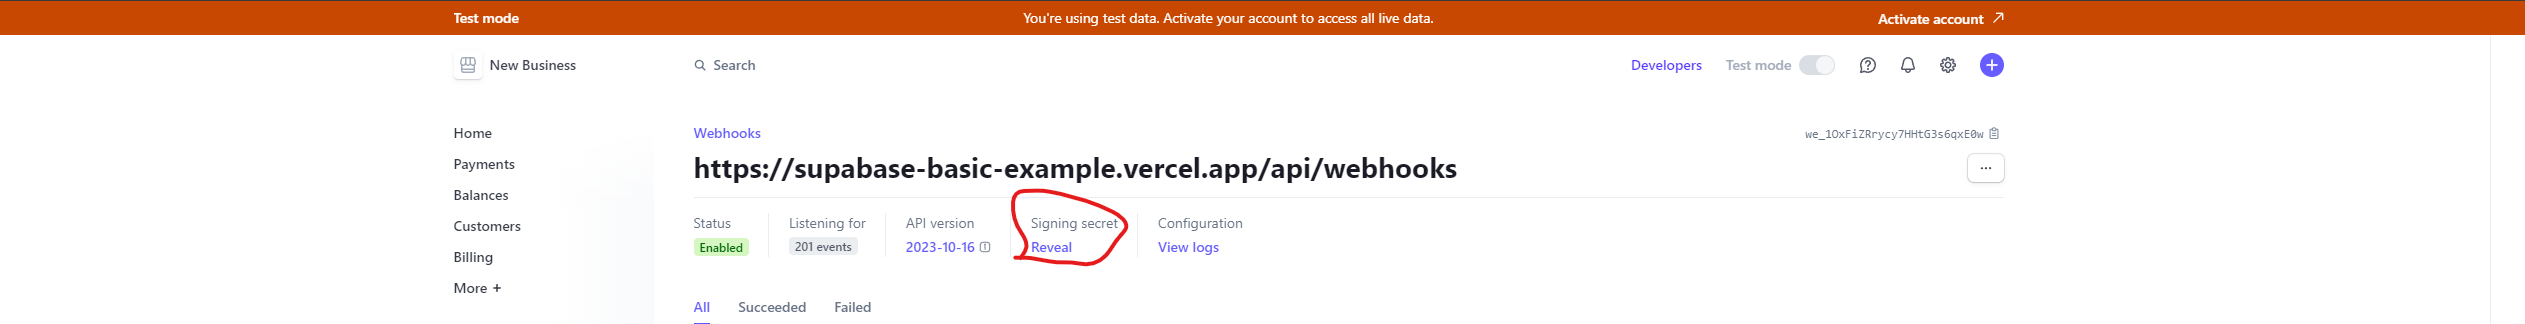 Test mode
You're using test data. Activate your account to access all live data.
Activate account
New Business
Search
Developers
Test mode
Home
Payments
Balances
Customers
Billing
More +
Webhooks
we_1OxFiZRrycy7HHtG3s6qxE0w
https://supabase-basic-example.vercel.app/api/webhooks
Status
Enabled
Listening for
201 events
API version
2023-10-16
Signing secret
Reveal
Configuration
View logs
All
Succeeded
Failed